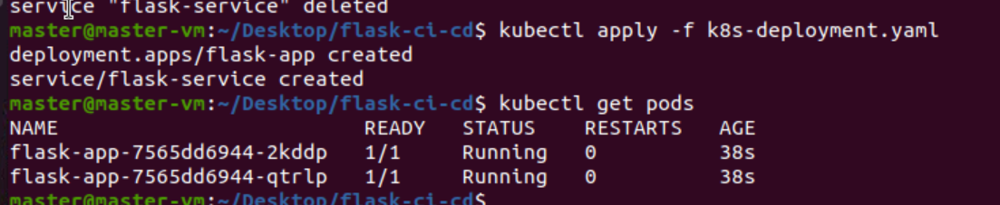 service "flask-service" deleted
master@master-vm:~/Desktop/flask-ci-cd$ kubectl apply -f k8s-deployment.yaml
deployment.apps/flask-app created
service/flask-service created
master@master-vm:~/Desktop/flask-ci-cd$ kubectl get pods
NAME READY STATUS RESTARTS AGE
flask-app-7565dd6944-2kddp 1/1 Running 0 38s
flask-app-7565dd6944-qtrlp 1/1 Running 0 38s
master@master-vm:~/Desktop/flask-ci-cd$